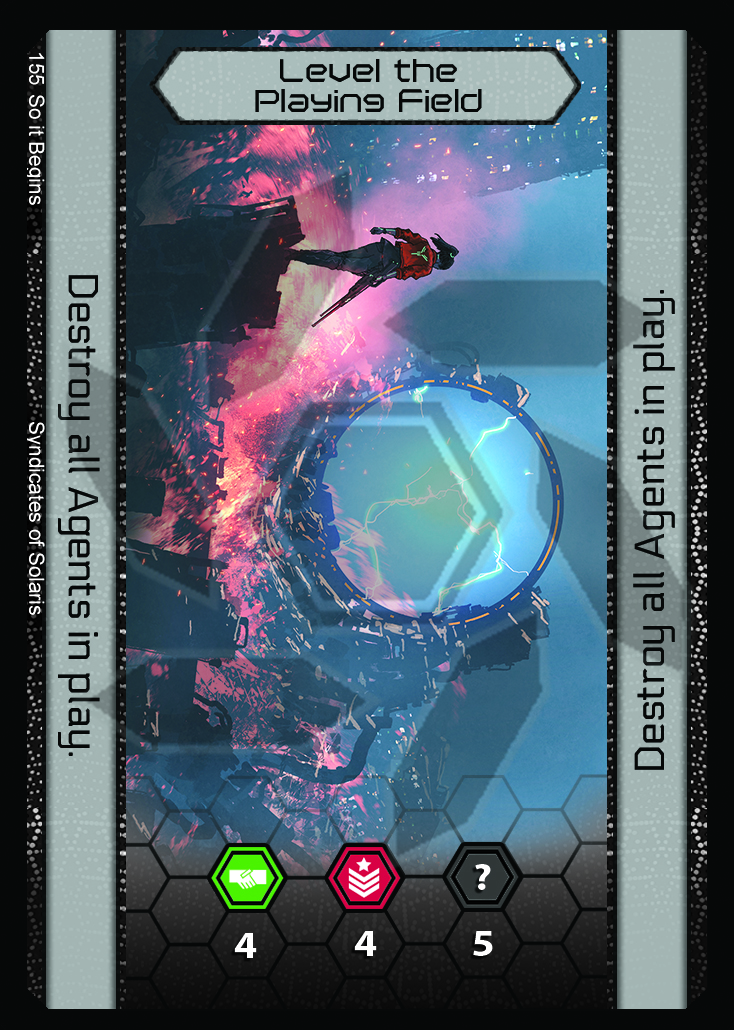 Level the
Playing Field
155 So it Begins
Syndicates of Solaris
Destroy all Agents in play.
Destroy all Agents in play.
?
4
4
5